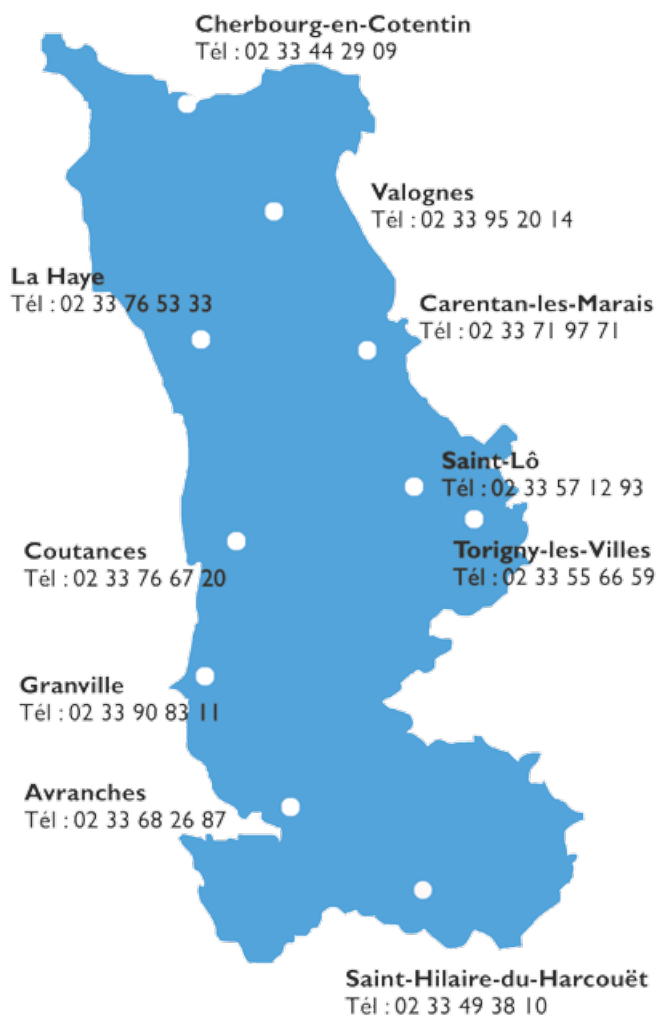 Cherbourg-en-Cotentin
Tél : 02 33 44 29 09
Valognes
Tél : 02 33 95 20 14
La Haye
Tél : 02 33 76 53 33
Carentan-les-Marais
Tél : 02 33 71 97 71
Saint-Lô
Tél : 02 33 57 12 93
Coutances
Tél : 02 33 76 67 20
Torigny-les-Villes
Tél : 02 33 55 66 59
Granville
Tél : 02 33 90 83 11
Avranches
Tél : 02 33 68 26 87
Saint-Hilaire-du-Harcouët
Tél : 02 33 49 38 10